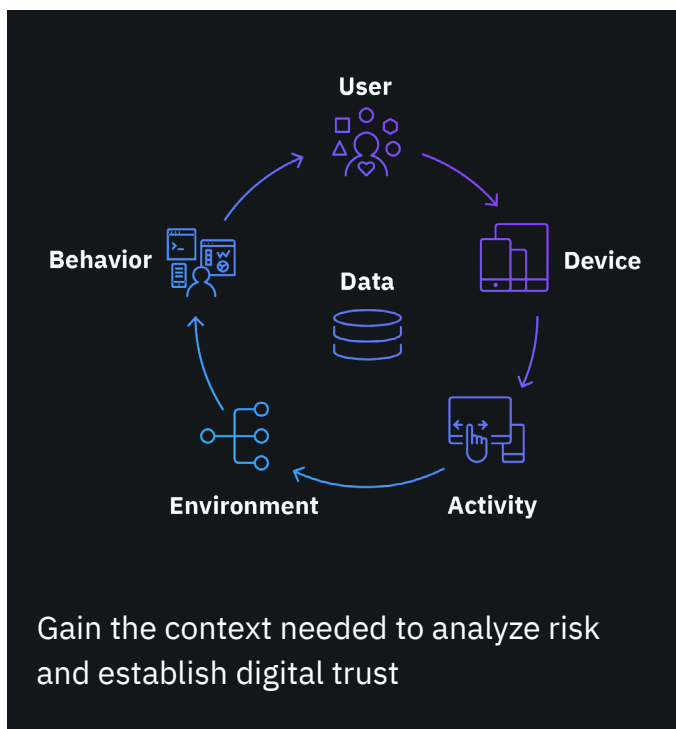 User
Behavior
Device
Data
Environment
Activity
Gain the context needed to analyze risk
and establish digital trust